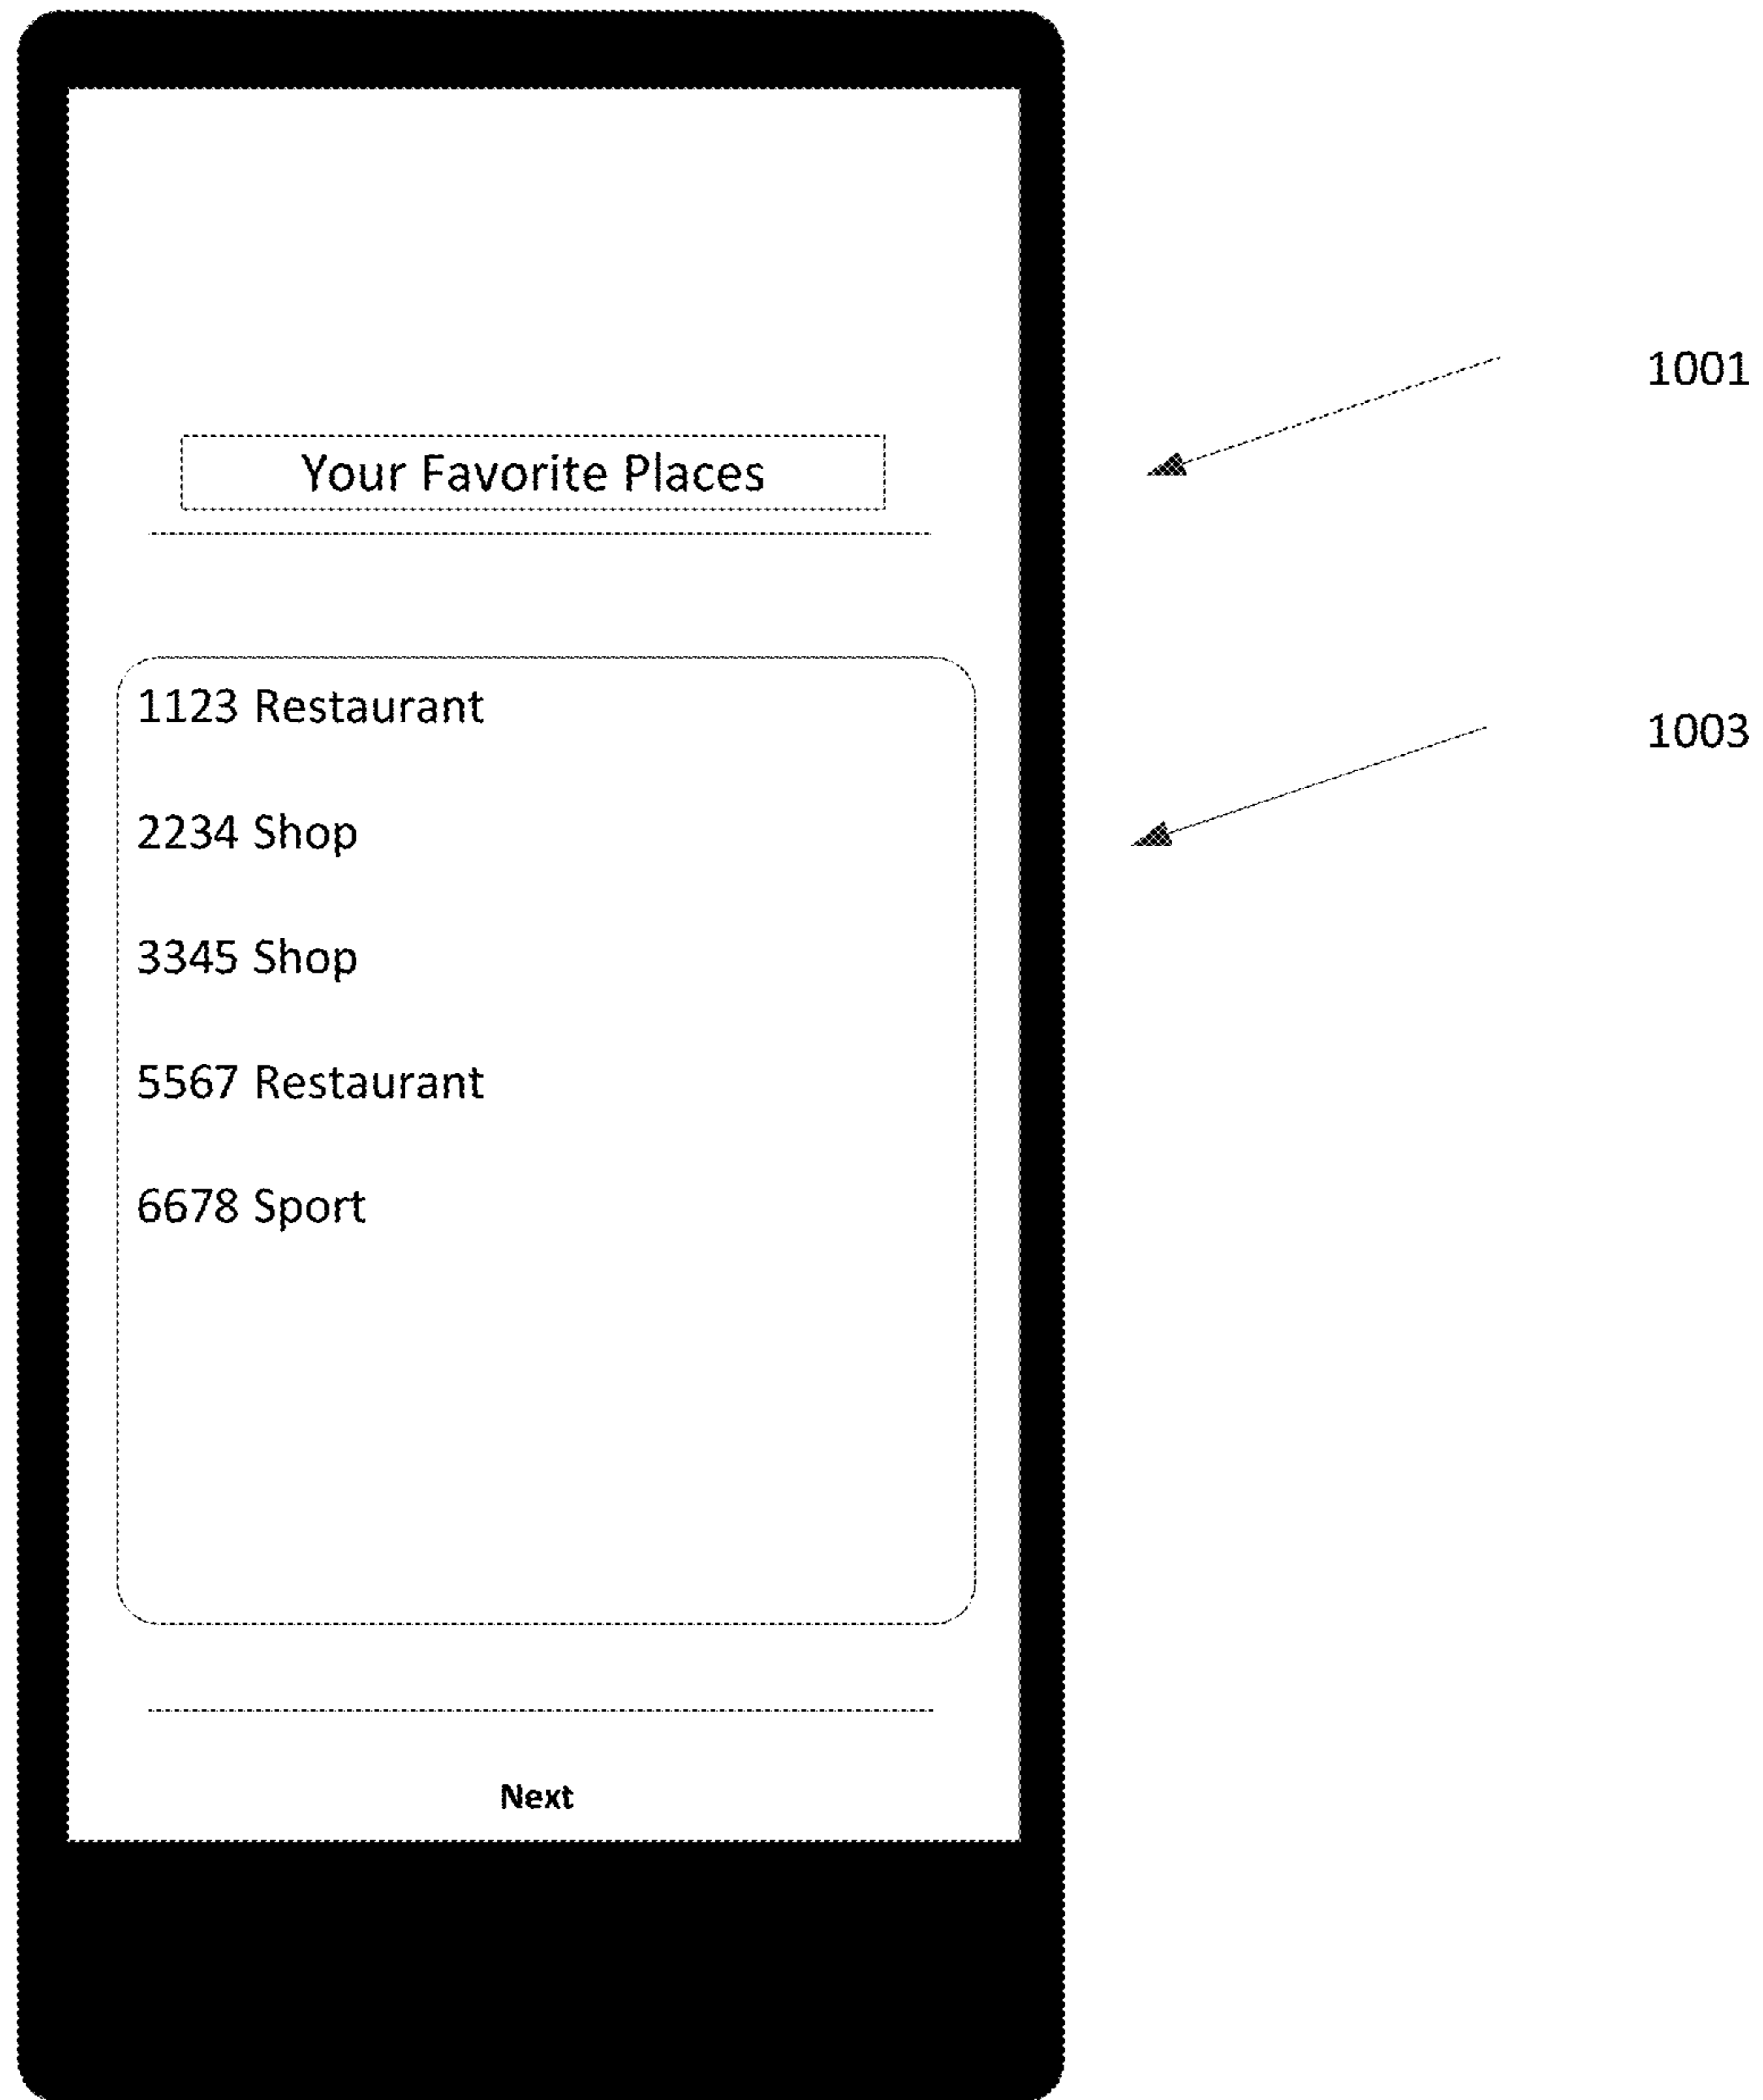 1001
Your Favorite Places
1123 Restaurant
1003
2234 Shop
3345 Shop
5567 Restaurant
6678 Sport
Next